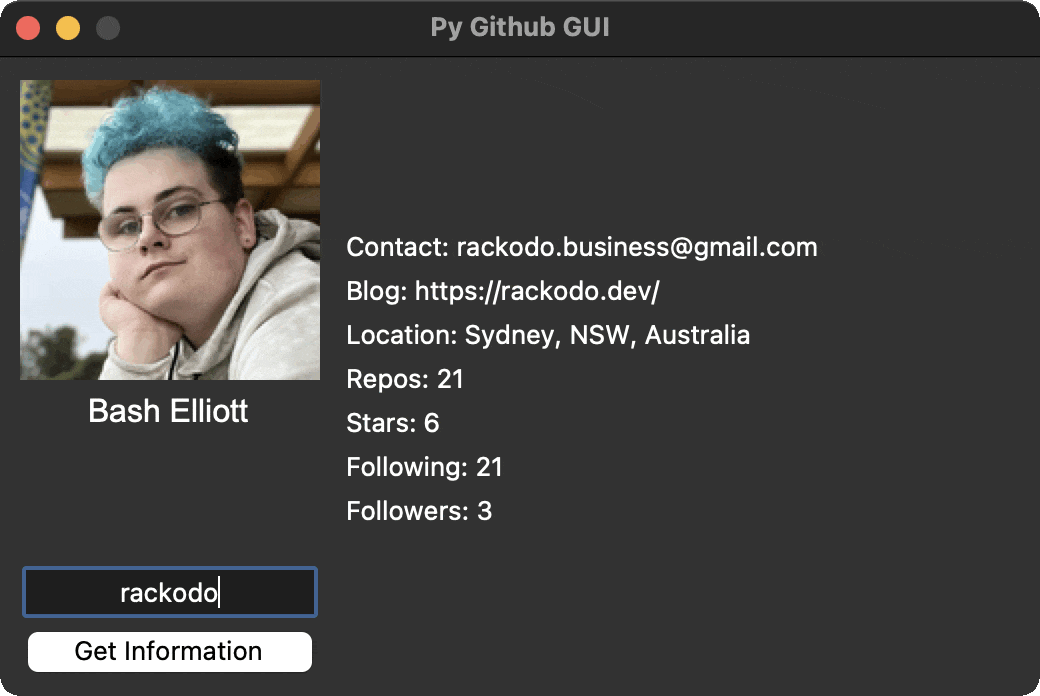 Py Github GUI
Contact: rackodo.business@gmail.com
Blog: https://rackodo.dev/
Location: Sydney, NSW, Australia
Repos: 21
Stars: 6
Following: 21
Followers: 3
Bash Elliott
rackodo
Get Information